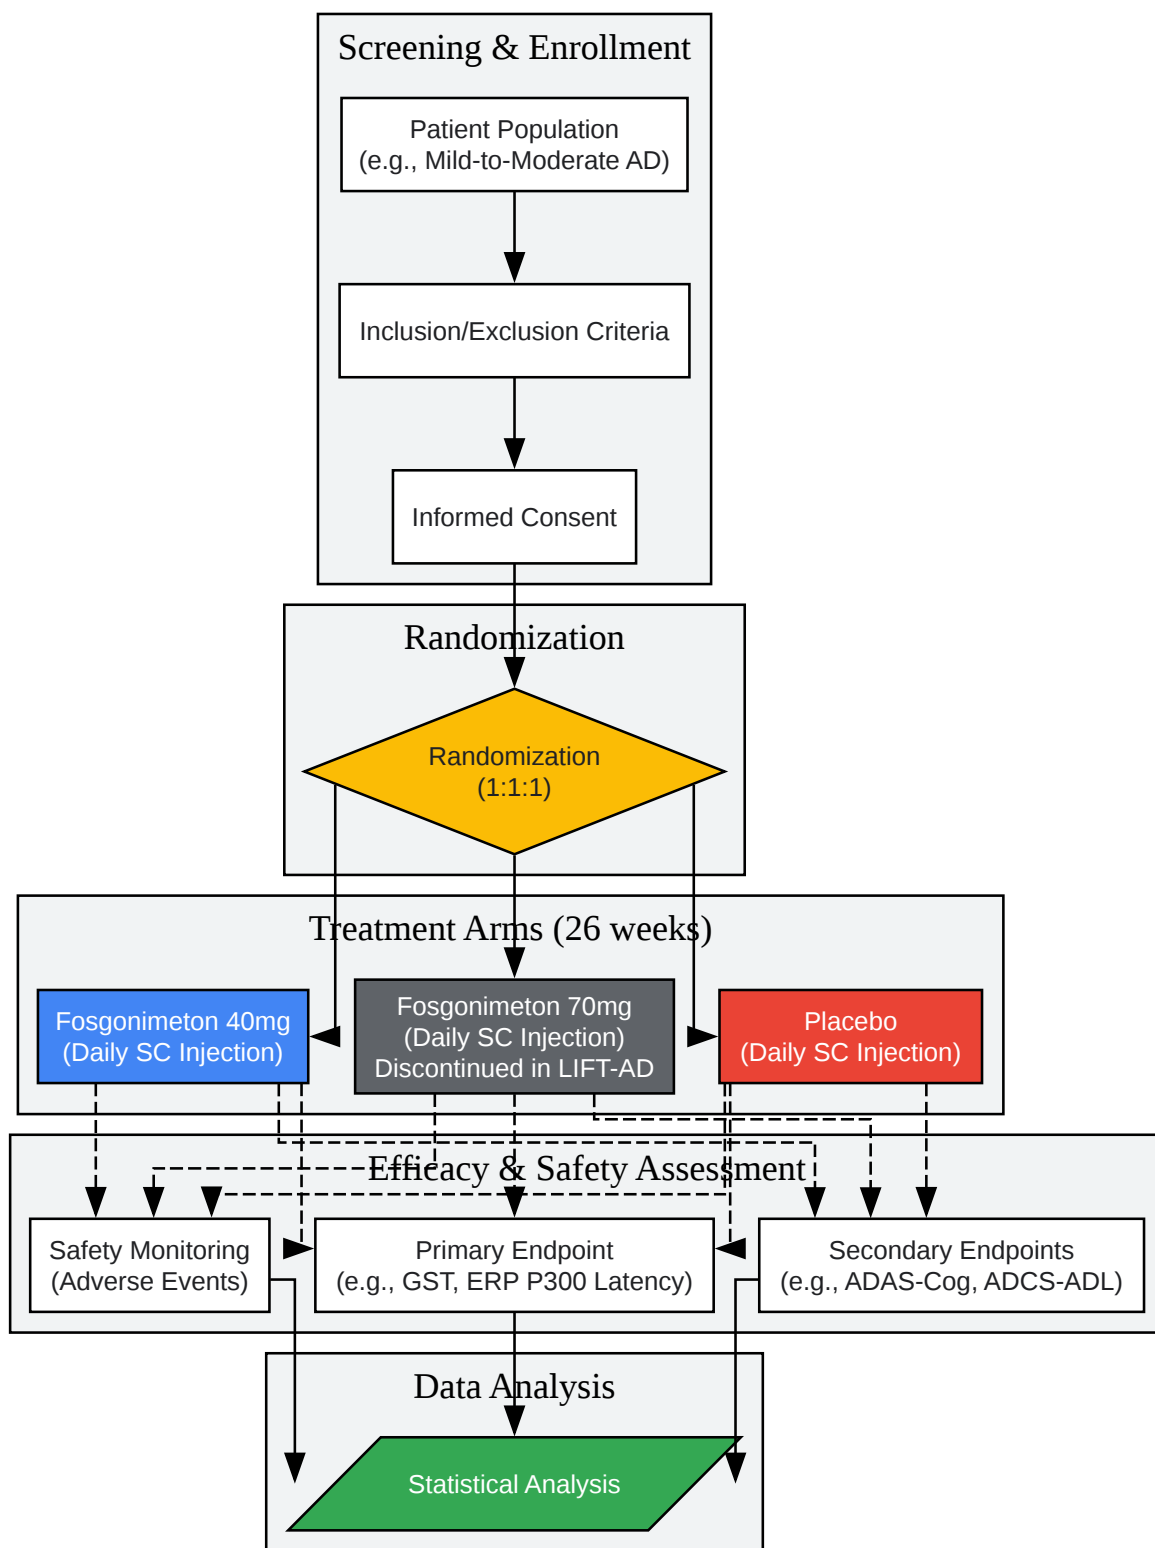 Screening & Enrollment
Patient Population
(e.g., Mild-to-Moderate AD)
Inclusion/Exclusion Criteria
Informed Consent
Randomization
Randomization
(1:1:1)
Treatment Arms (26 weeks)
Fosgonimeton 40mg
(Daily SC Injection)
Fosgonimeton 70mg
(Daily SC Injection)
Discontinued in LIFT-AD
Placebo
(Daily SC Injection)
Efficacy & Safety Assessment
Safety Monitoring
(Adverse Events)
Primary Endpoint
(e.g., GST, ERP P300 Latency)
Secondary Endpoints
(e.g., ADAS-Cog, ADCS-ADL)
Data Analysis
Statistical Analysis